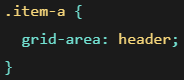 .item-a {
  grid-area: header;
}